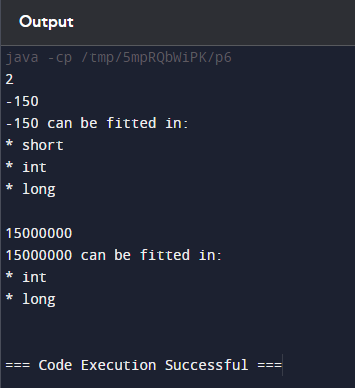 Output
java -cp /tmp/5mpRQbWiPK/p6
2
-150
-150 can be fitted in:
* short
* int
* long
15000000
15000000 can be fitted in:
* int
* long
=== Code Execution Successful ===